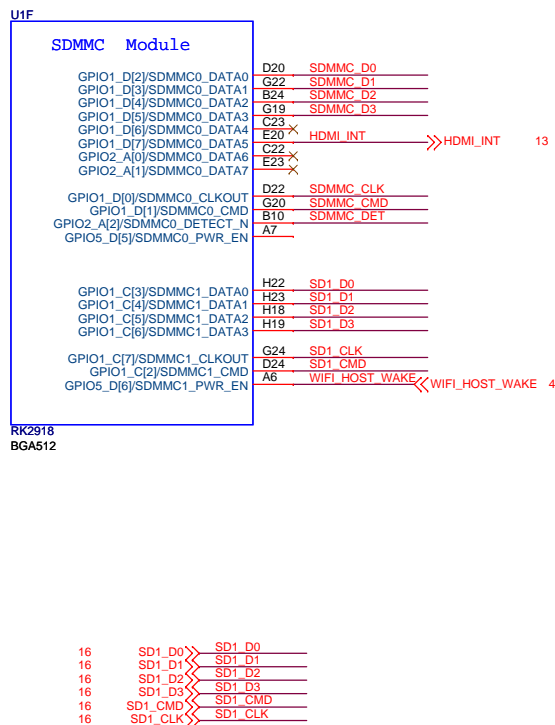 U1F
SDMMC Module
GPIO1_D[2]/SDMMC0_DATA0 D20 SDMMC_D0
GPIO1_D[3]/SDMMC0_DATA1 G22 SDMMC_D1
GPIO1_D[4]/SDMMC0_DATA2 B24 SDMMC_D2
GPIO1_D[5]/SDMMC0_DATA3 G19 SDMMC_D3
GPIO1_D[6]/SDMMC0_DATA4 C23
GPIO1_D[7]/SDMMC0_DATA5 E20 HDMI_INT HDMI_INT 13
GPIO2_A[0]/SDMMC0_DATA6 C22
GPIO2_A[1]/SDMMC0_DATA7 E23
GPIO1_D[0]/SDMMC0_CLKOUT D22 SDMMC_CLK
GPIO1_D[1]/SDMMC0_CMD G20 SDMMC_CMD
GPIO2_A[2]/SDMMC0_DETECT_N B10 SDMMC_DET
GPIO5_D[5]/SDMMC0_PWR_EN A7
GPIO1_C[3]/SDMMC1_DATA0 H22 SD1_D0
GPIO1_C[4]/SDMMC1_DATA1 H23 SD1_D1
GPIO1_C[5]/SDMMC1_DATA2 H18 SD1_D2
GPIO1_C[6]/SDMMC1_DATA3 H19 SD1_D3
GPIO1_C[7]/SDMMC1_CLKOUT G24 SD1_CLK
GPIO1_C[2]/SDMMC1_CMD D24 SD1_CMD
GPIO5_D[6]/SDMMC1_PWR_EN A6 WIFI_HOST_WAKE WIFI_HOST_WAKE 4
RK2918
BGA512
16 SD1_D0 SD1_D0
16 SD1_D1 SD1_D1
16 SD1_D2 SD1_D2
16 SD1_D3 SD1_D3
16 SD1_CMD SD1_CMD
16 SD1_CLK SD1_CLK